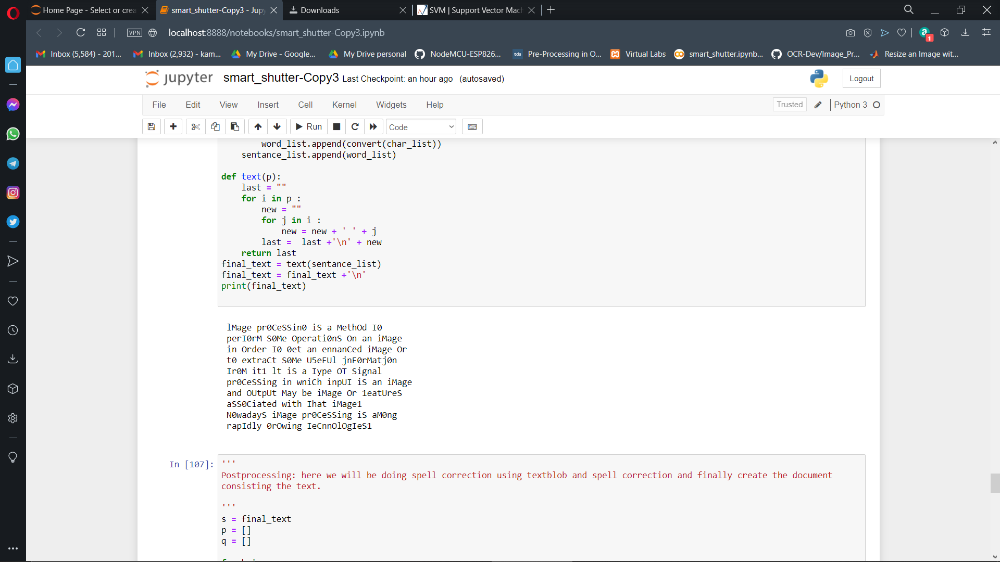 Home Page - Select or crea
smart_shutter-Copy3 - Jup
Downloads
SVM | Support Vector Mac
VPN
localhost:8888/notebooks/smart_shutter-Copy3.ipynb
a
1
Inbox (5,584) - 201...
Inbox (2,932) - kam...
My Drive - Google...
My Drive personal
NodeMCU-ESP826...
tds
Pre-Processing in O...
Virtual Labs
smart_shutter.ipynb...
OCR-Dev/Image_Pr...
Resize an Image wit...
jupyter
smart_shutter-Copy3 Last Checkpoint: an hour ago (autosaved)
Logout
File Edit View Insert Cell Kernel Widgets Help
Trusted
Python 3
Run
Code
word_list.append(convert(char_list))
sentance_list.append(word_list)
def text(p):
last = ""
for i in p :
new = ""
for j in i :
new = new + ' ' + j
last =  last +'\n' + new
return last
final_text = text(sentance_list)
final_text = final_text +'\n'
print(final_text)
lMage pr0CeSSin0 iS a MethOd I0
perI0rM S0Me Operati0nS On an iMage
in Order I0 0et an ennanCed iMage Or
t0 extraCt S0Me U5eFUl jnF0rMatj0n
Ir0M it1 lt iS a Iype OT Signal
pr0CeSSing in wniCh inpUI iS an iMage
and OUtpUt May be iMage Or 1eatUreS
aSS0Ciated with Ihat iMage1
N0wadayS iMage pr0CeSSing iS aM0ng
rapIdly 0rOwing IeCnnOlOgIeS1
In [107]:
'''
Postprocessing: here we will be doing spell correction using textblob and spell correction and finally create the document
consisting the text.
'''
s = final_text
p = []
q = []